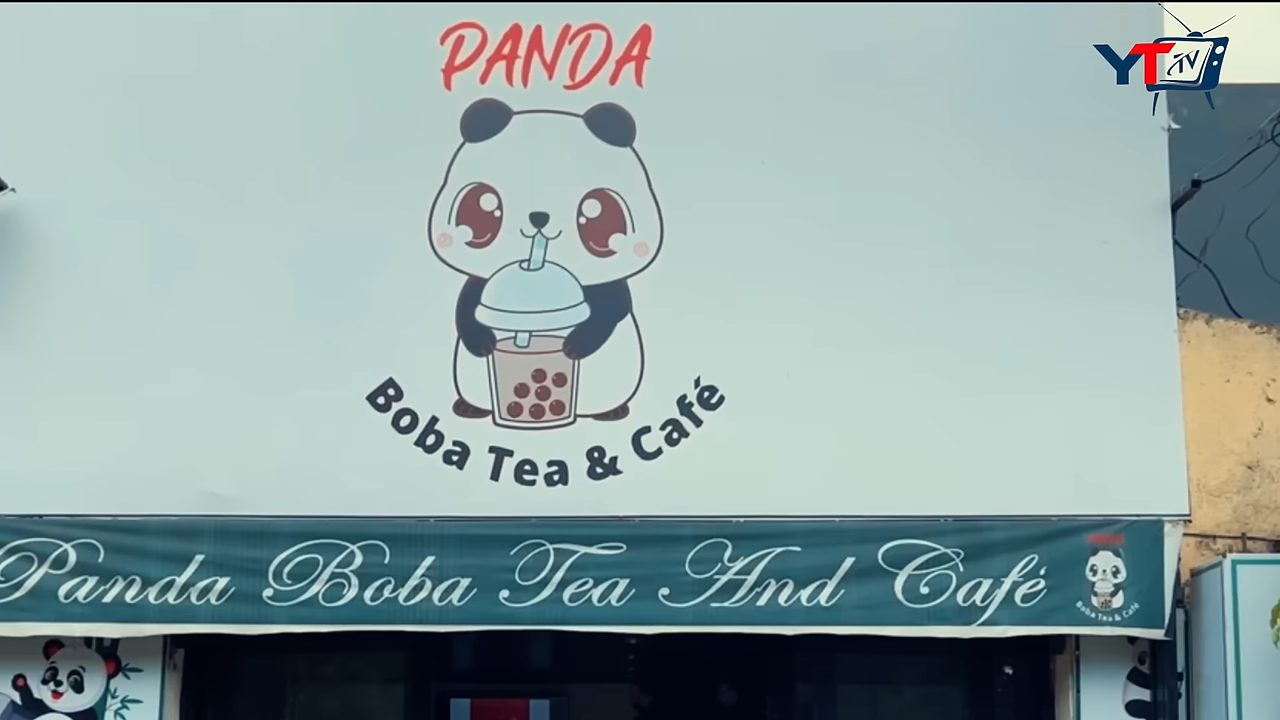 YT TV
PANDA
Boba Tea & Café
Panda Boba Tea And Café
Boba Tea & Café